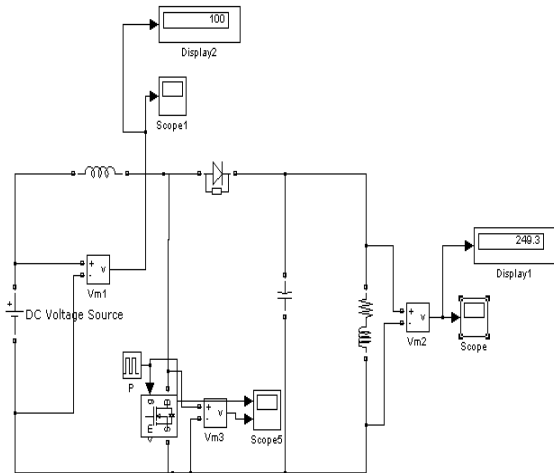 100
Display2
Scope1
+
-
v
Vm1
+
DC Voltage Source
249.3
Display1
+
-
v
Vm2
Scope
P
g
D
E
S
+
-
v
Vm3
Scope5